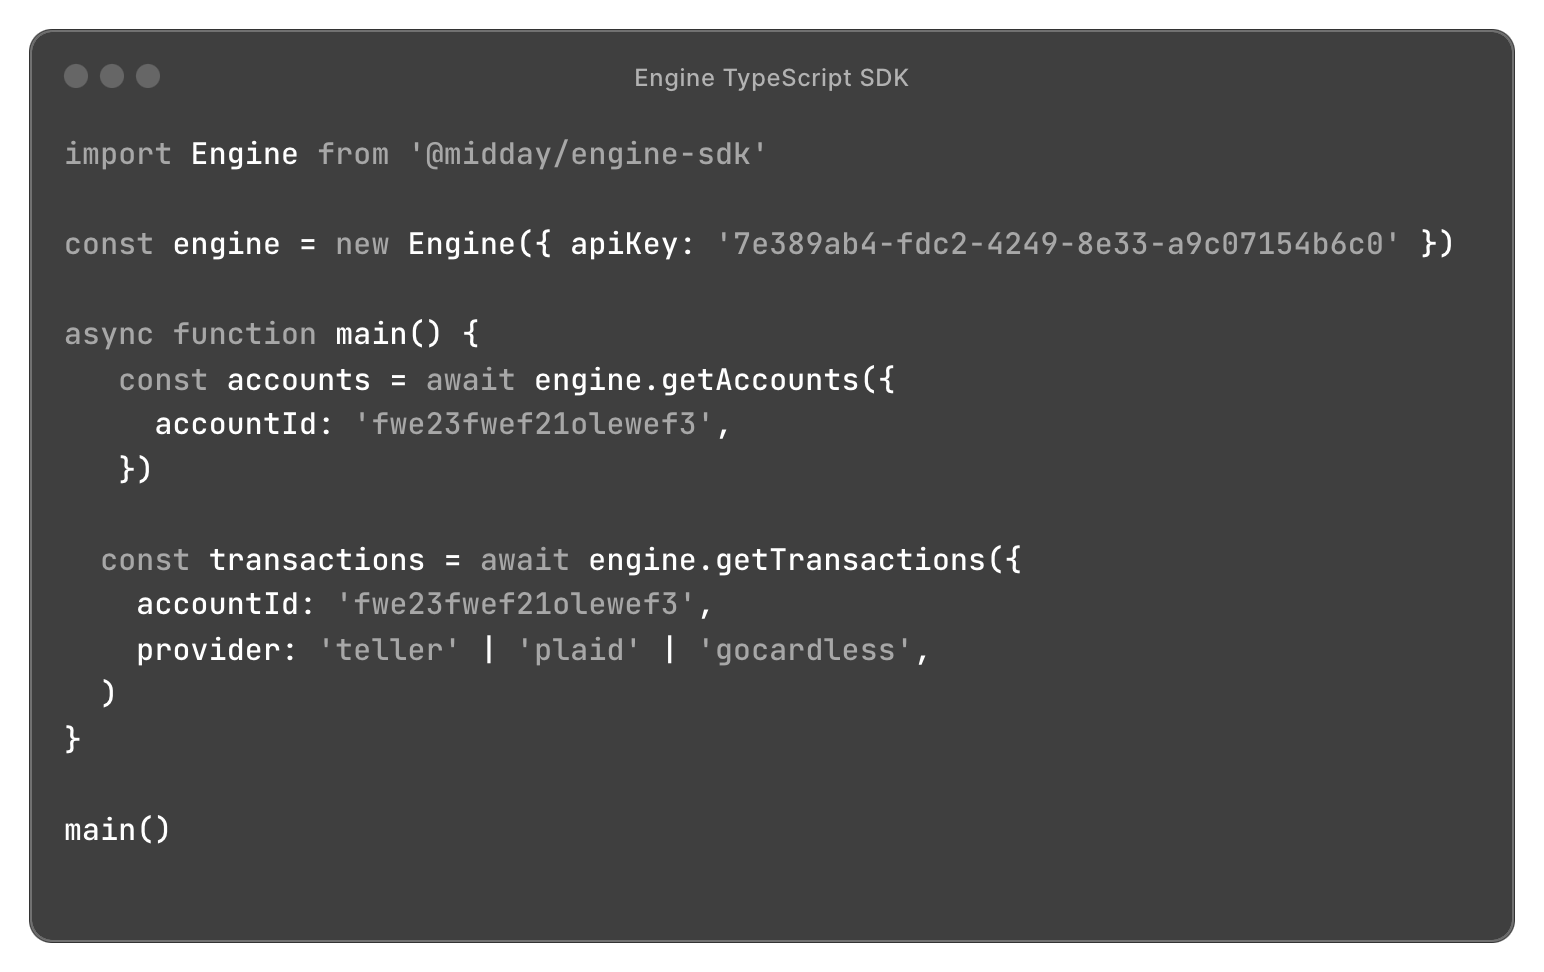 Engine TypeScript SDK
import Engine from '@midday/engine-sdk'
const engine = new Engine({ apiKey: '7e389ab4-fdc2-4249-8e33-a9c07154b6c0' })
async function main() {
const accounts = await engine.getAccounts({
accountId: 'fwe23fwef21olewef3',
})
const transactions = await engine.getTransactions({
accountId: 'fwe23fwef21olewef3',
provider: 'teller' | 'plaid' | 'gocardless',
)
}
main()